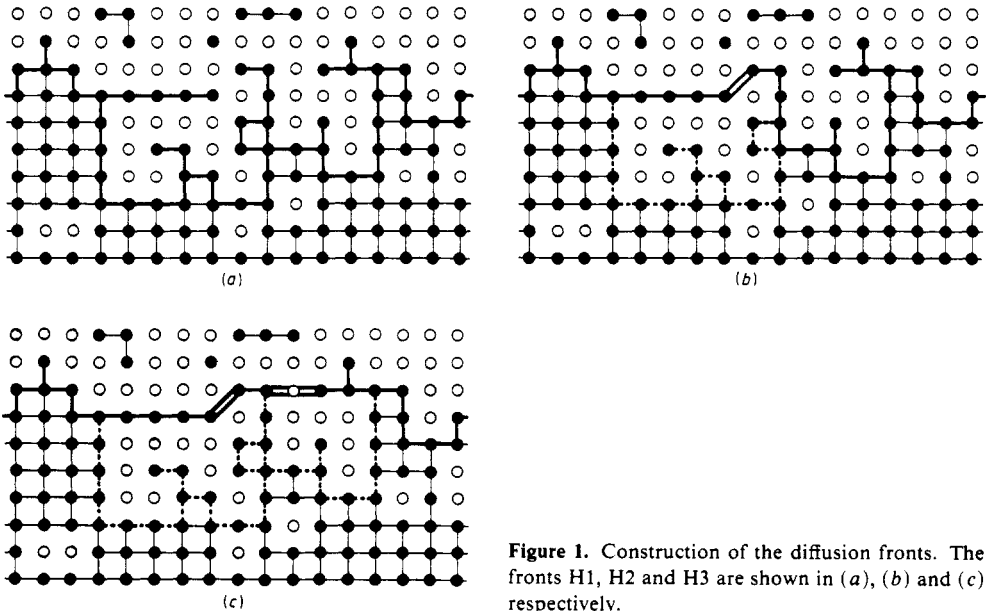 (a)
(b)
(c)
Figure 1. Construction of the diffusion fronts. The
fronts H1, H2 and H3 are shown in (a), (b) and (c)
respectively.